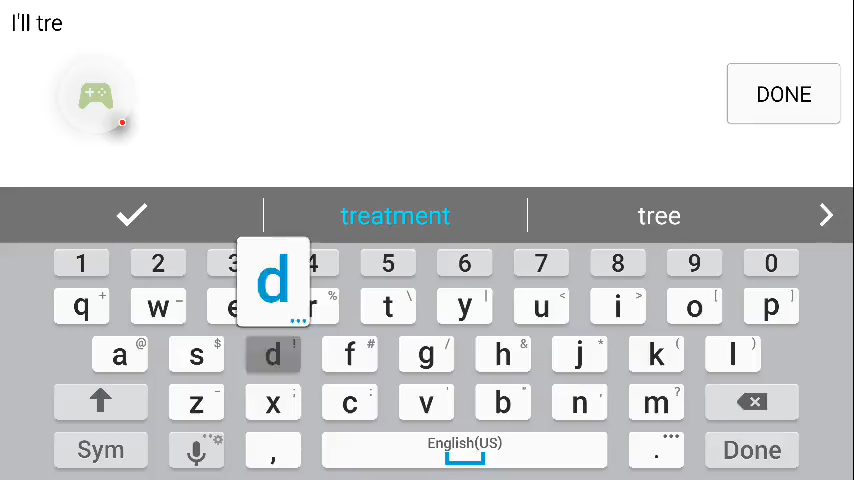 I'll tre
DONE
treatment tree
1 2 3 4 5 6 7 8 9 0
d
q + w - e r % t \ y | u < i > o [ p ]
a @ s $ d ! f # g / h & j * k ( l )
z - x ; c : v ' b " n , m ?
Sym , English(US) . Done